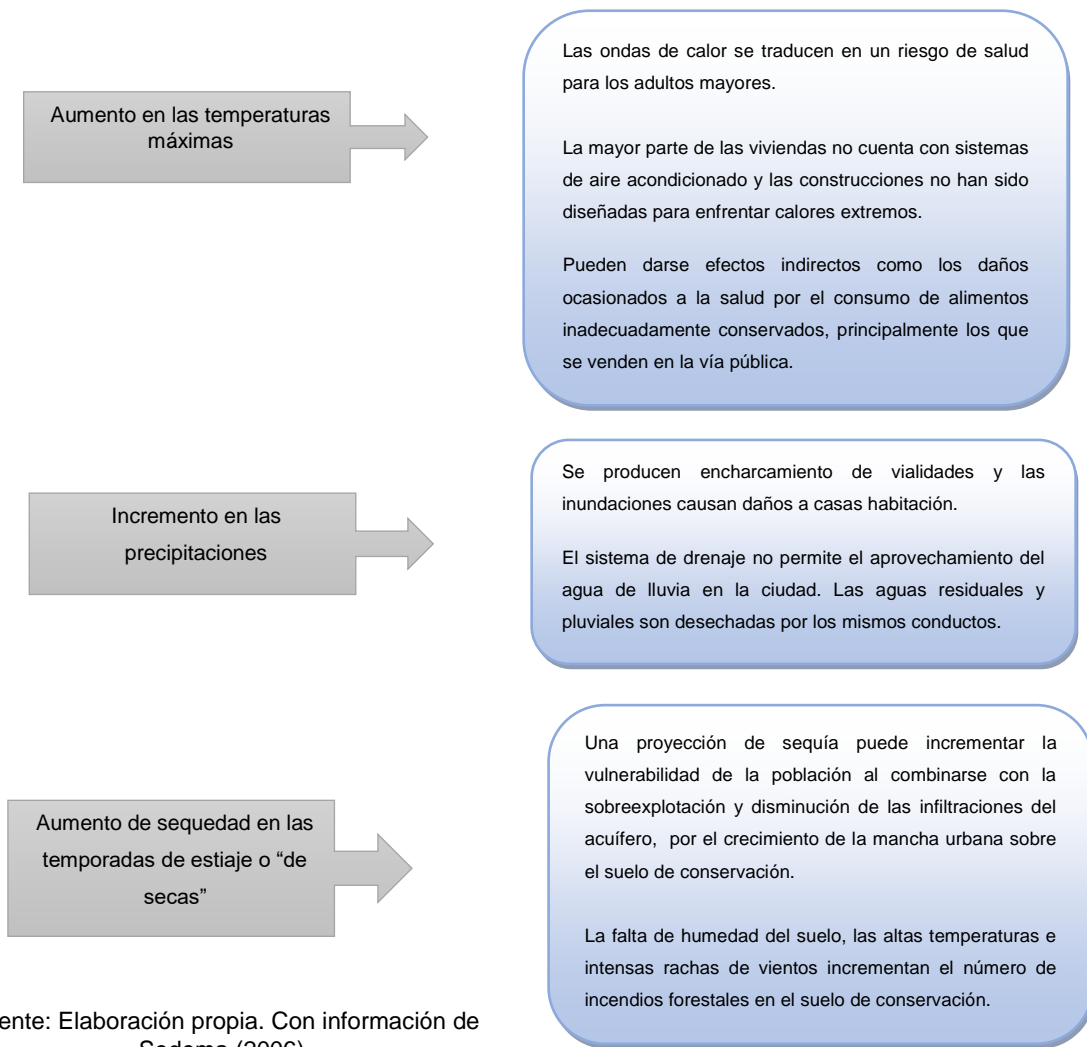 Aumento en las temperaturas
máximas
Las ondas de calor se traducen en un riesgo de salud
para los adultos mayores.
La mayor parte de las viviendas no cuenta con sistemas
de aire acondicionado y las construcciones no han sido
diseñadas para enfrentar calores extremos.
Pueden darse efectos indirectos como los daños
ocasionados a la salud por el consumo de alimentos
inadecuadamente conservados, principalmente los que
se venden en la vía pública.
Incremento en las
precipitaciones
Se producen encharcamiento de vialidades y las
inundaciones causan daños a casas habitación.
El sistema de drenaje no permite el aprovechamiento del
agua de lluvia en la ciudad. Las aguas residuales y
pluviales son desechadas por los mismos conductos.
Aumento de sequedad en las
temporadas de estiaje o “de
secas”
Una proyección de sequía puede incrementar la
vulnerabilidad de la población al combinarse con la
sobreexplotación y disminución de las infiltraciones del
acuífero, por el crecimiento de la mancha urbana sobre
el suelo de conservación.
La falta de humedad del suelo, las altas temperaturas e
intensas rachas de vientos incrementan el número de
incendios forestales en el suelo de conservación.
ente: Elaboración propia. Con información de